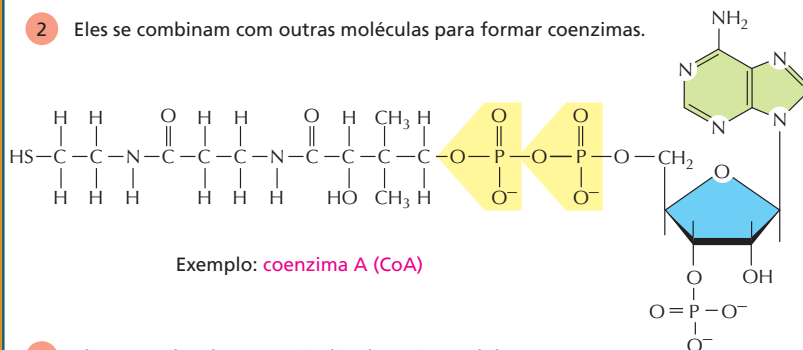 2 Eles se combinam com outras moléculas para formar coenzimas.
NH₂
N N
N N
H H O H H O H CH₃ H O O
HS–C–C–N–C–C–C–N–C–C–C–C–O–P–O–P–O–CH₂ O
H H H H H H HO CH₃ H O⁻ O⁻
Exemplo: coenzima A (CoA)
O OH
O=P–O⁻
O⁻